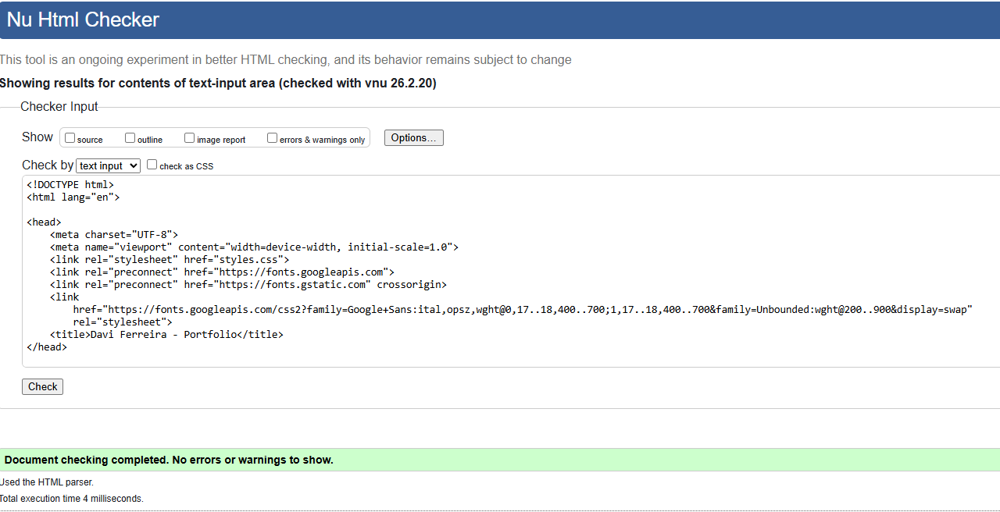 Nu Html Checker
This tool is an ongoing experiment in better HTML checking, and its behavior remains subject to change
Showing results for contents of text-input area (checked with vnu 26.2.20)
Checker Input
Show source outline image report errors & warnings only Options...
Check by text input check as CSS
<!DOCTYPE html>
<html lang="en">
<head>
<meta charset="UTF-8">
<meta name="viewport" content="width=device-width, initial-scale=1.0">
<link rel="stylesheet" href="styles.css">
<link rel="preconnect" href="https://fonts.googleapis.com">
<link rel="preconnect" href="https://fonts.gstatic.com" crossorigin>
<link
href="https://fonts.googleapis.com/css2?family=Google+Sans:ital,opsz,wght@0,17..18,400..700;1,17..18,400..700&family=Unbounded:wght@200..900&display=swap"
rel="stylesheet">
<title>Davi Ferreira - Portfolio</title>
</head>
Check
Document checking completed. No errors or warnings to show.
Used the HTML parser.
Total execution time 4 milliseconds.